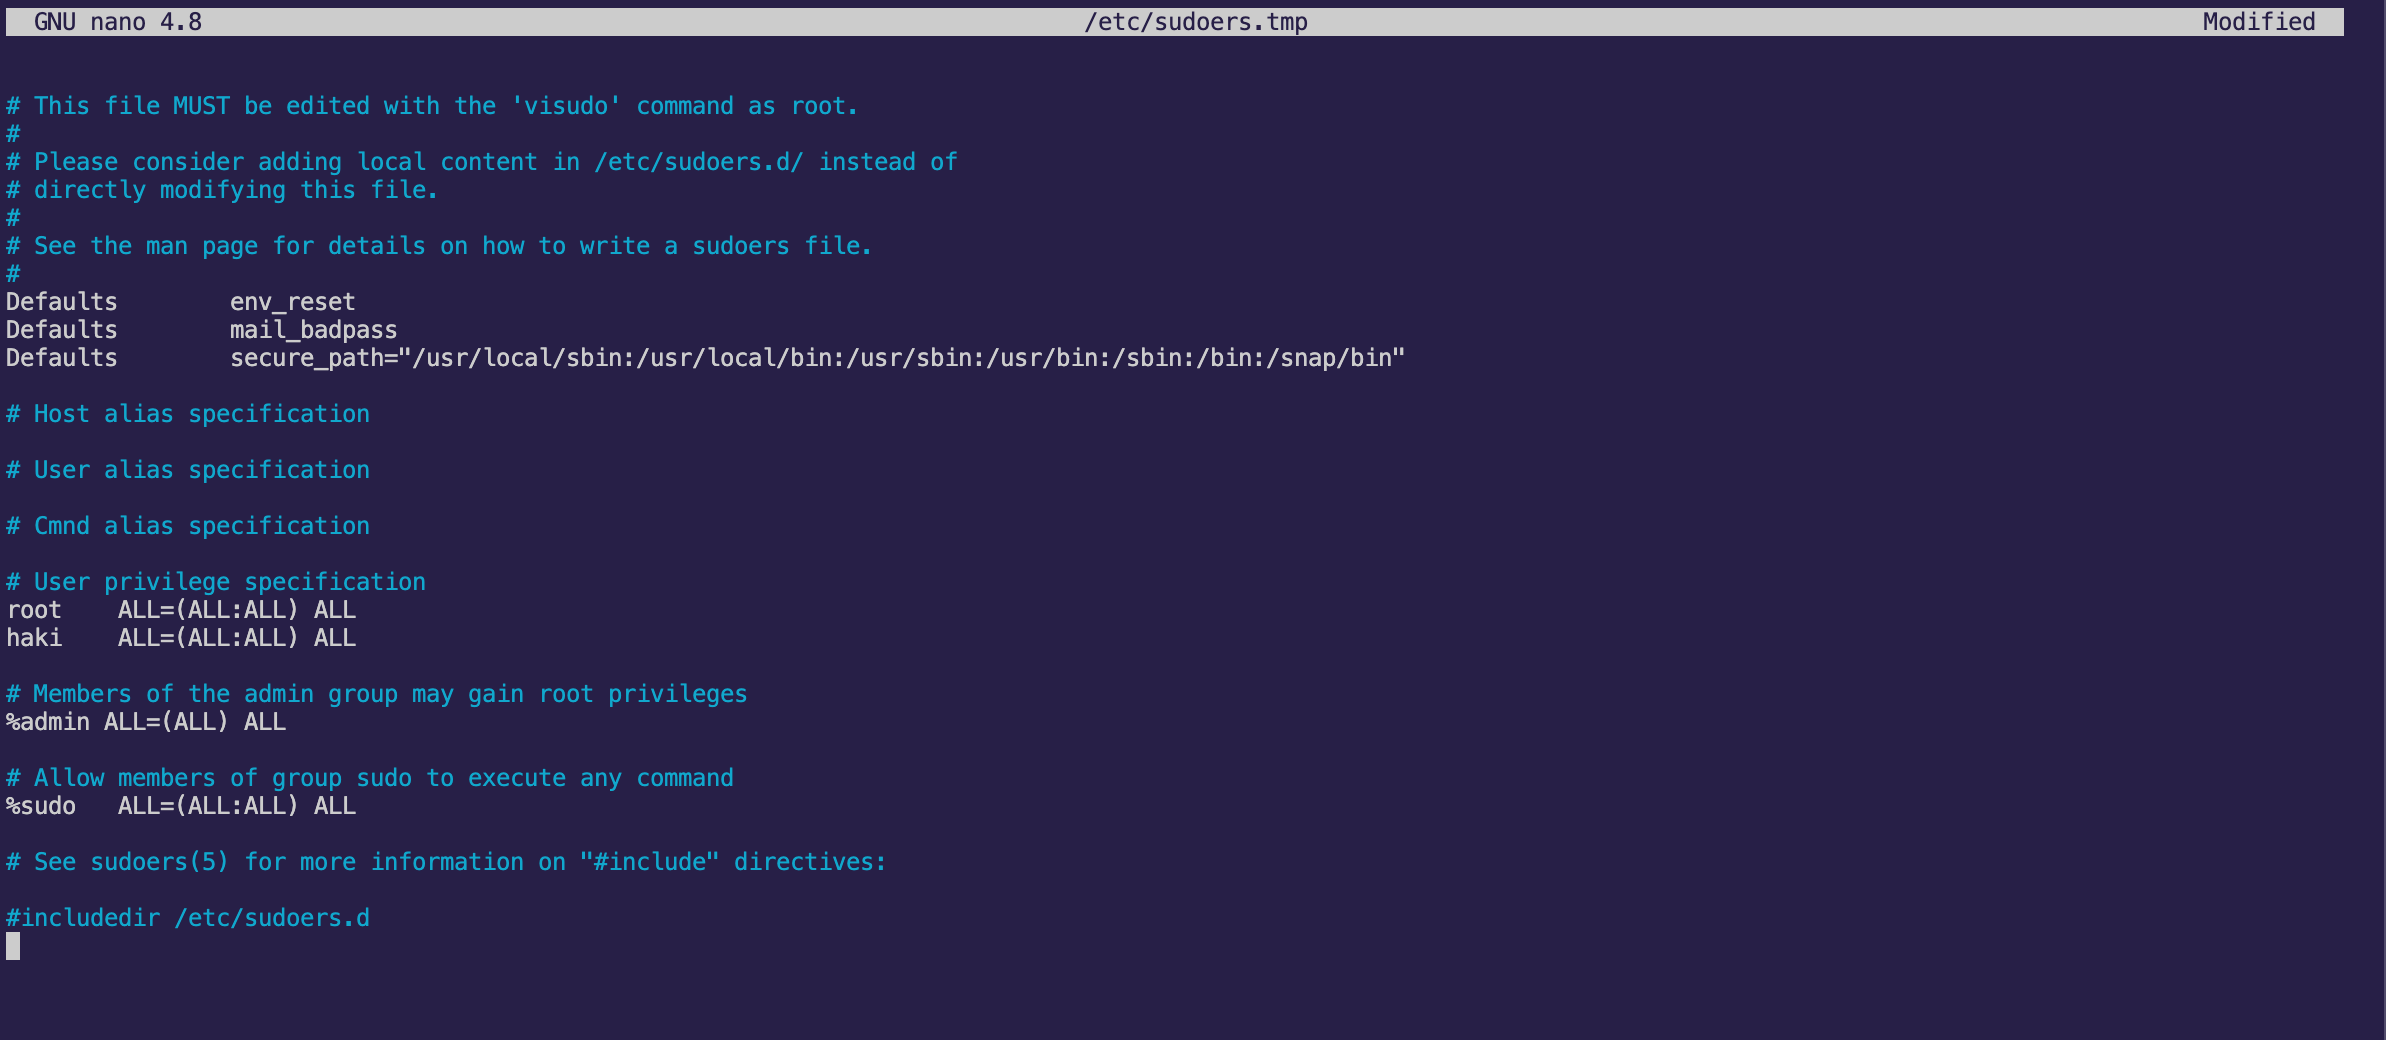 GNU nano 4.8 /etc/sudoers.tmp Modified
# This file MUST be edited with the 'visudo' command as root.
#
# Please consider adding local content in /etc/sudoers.d/ instead of
# directly modifying this file.
#
# See the man page for details on how to write a sudoers file.
#
Defaults        env_reset
Defaults        mail_badpass
Defaults        secure_path="/usr/local/sbin:/usr/local/bin:/usr/sbin:/usr/bin:/sbin:/bin:/snap/bin"
# Host alias specification
# User alias specification
# Cmnd alias specification
# User privilege specification
root    ALL=(ALL:ALL) ALL
haki    ALL=(ALL:ALL) ALL
# Members of the admin group may gain root privileges
%admin ALL=(ALL) ALL
# Allow members of group sudo to execute any command
%sudo   ALL=(ALL:ALL) ALL
# See sudoers(5) for more information on "#include" directives:
#includedir /etc/sudoers.d